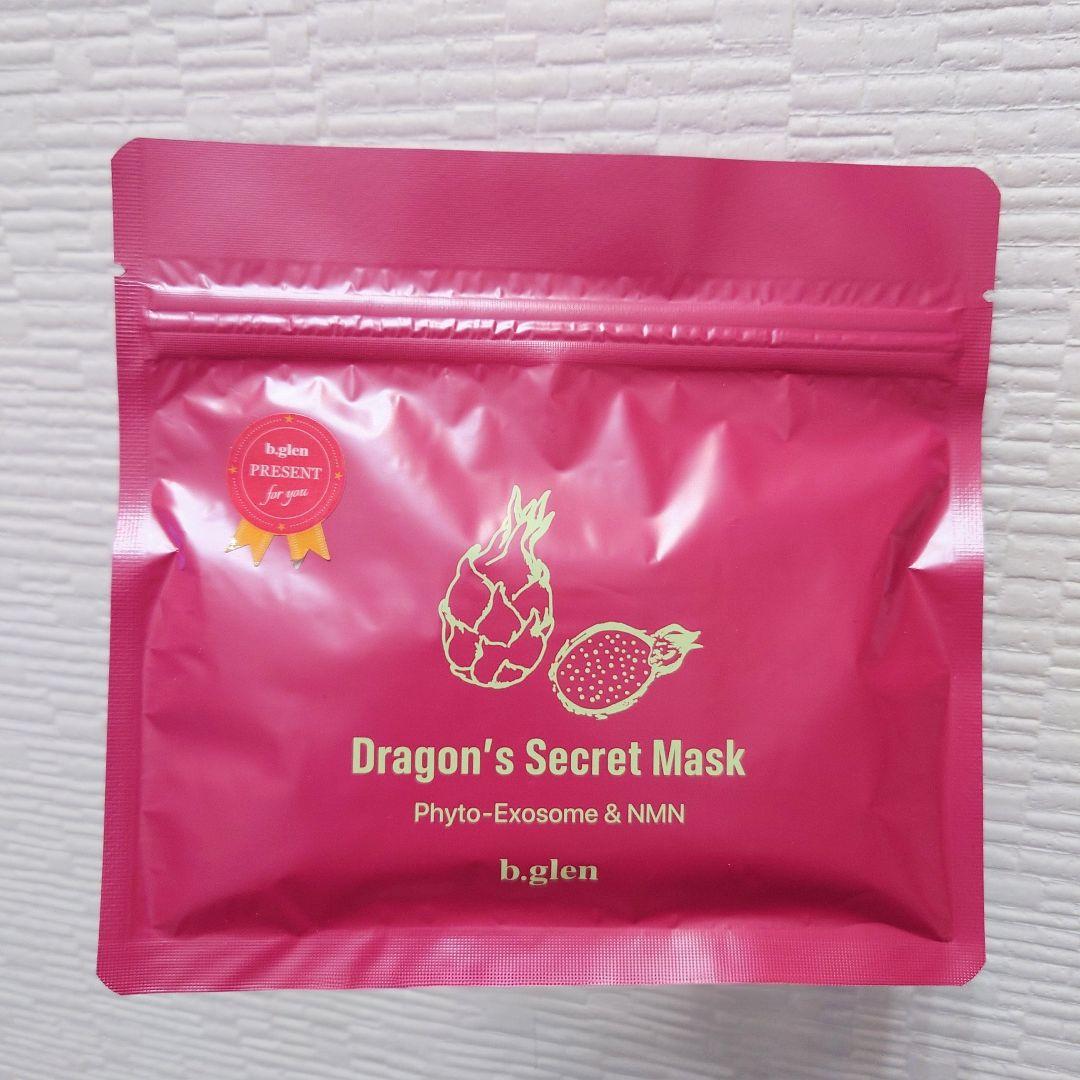 b.glen
PRESENT
for you
Dragon's Secret Mask
Phyto-Exosome & NMN
b.glen